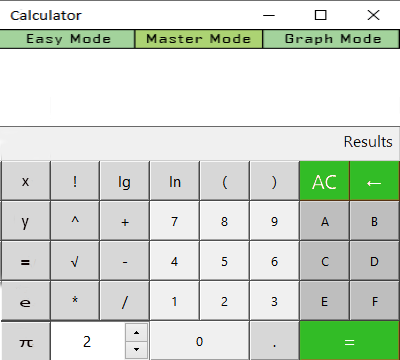 Calculator
Easy Mode Master Mode Graph Mode
Results
x ! lg ln ( ) AC ←
y ^ + 7 8 9 A B
= √ - 4 5 6 C D
e * / 1 2 3 E F
π 2 0 . =